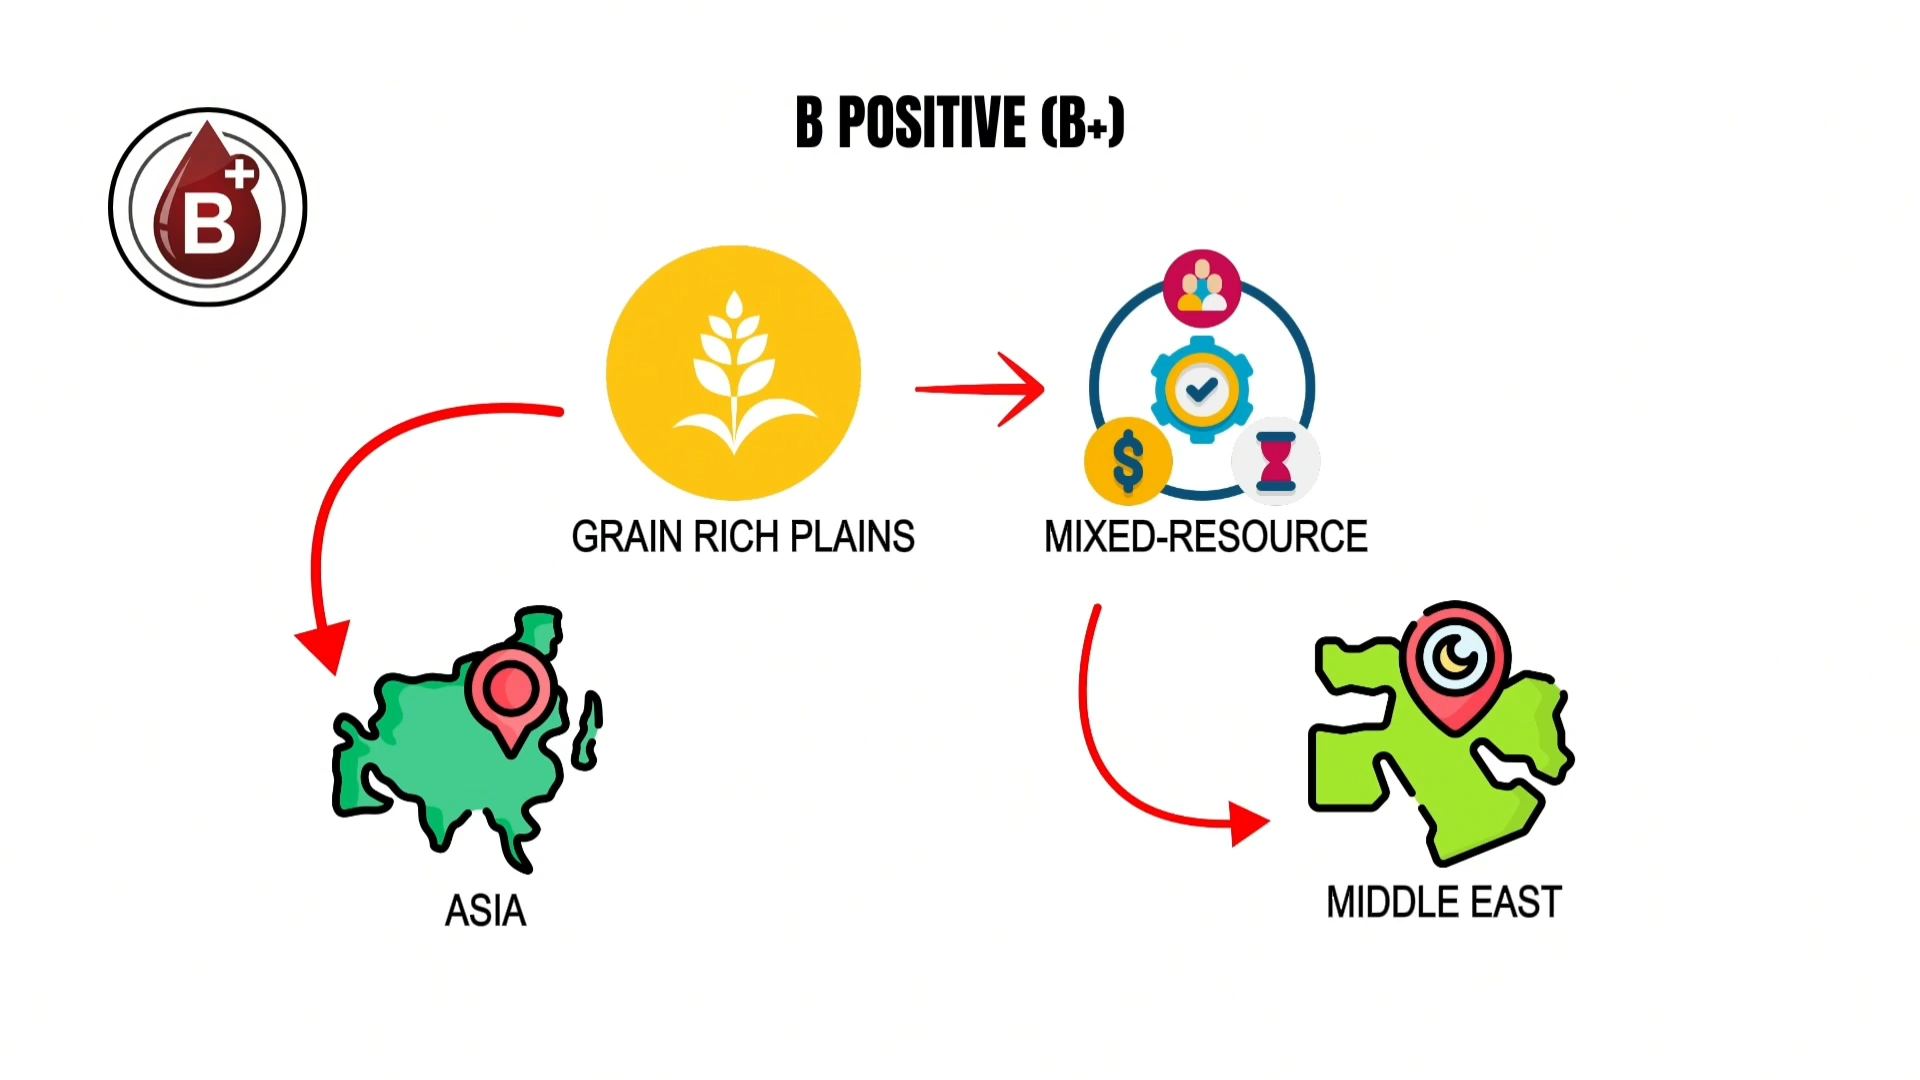 B POSITIVE (B+)
B+
GRAIN RICH PLAINS
MIXED-RESOURCE
$
ASIA
MIDDLE EAST